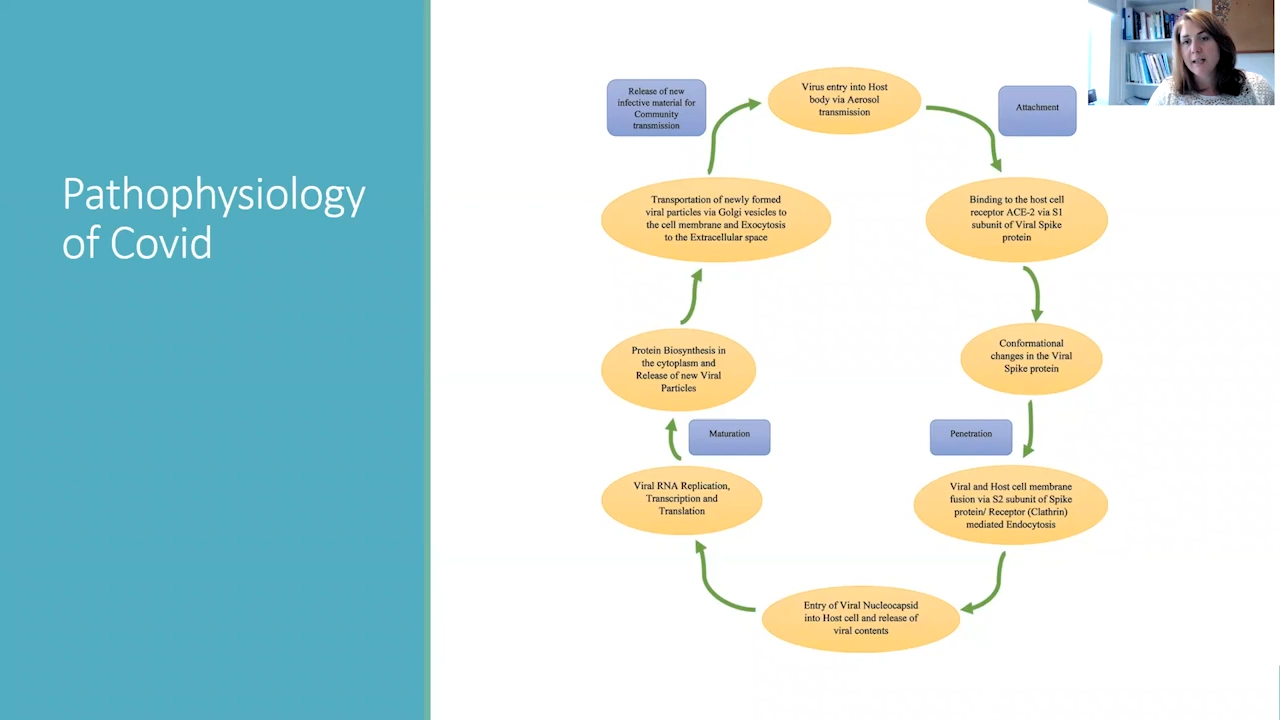 Pathophysiology
of Covid
Virus entry into Host
body via Aerosol
transmission
Attachment
Binding to the host cell
receptor ACE-2 via S1
subunit of Viral Spike
protein
Conformational
changes in the Viral
Spike protein
Penetration
Viral and Host cell membrane
fusion via S2 subunit of Spike
protein/ Receptor (Clathrin)
mediated Endocytosis
Entry of Viral Nucleocapsid
into Host cell and release of
viral contents
Viral RNA Replication,
Transcription and
Translation
Maturation
Protein Biosynthesis in
the cytoplasm and
Release of new Viral
Particles
Transportation of newly formed
viral particles via Golgi vesicles to
the cell membrane and Exocytosis
to the Extracellular space
Release of new
infective material for
Community
transmission